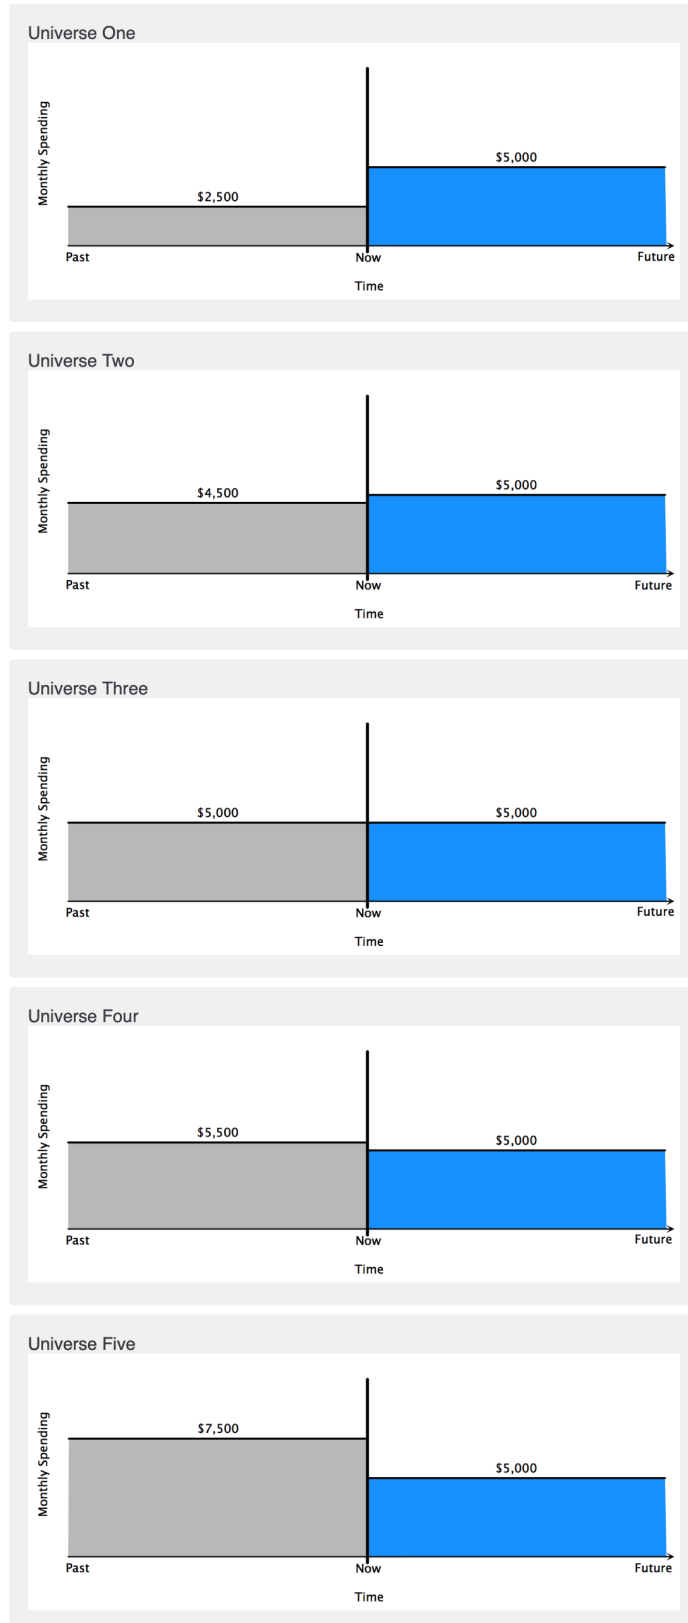 Universe One
Monthly Spending
$5,000
$2,500
Past
Now
Future
Time
Universe Two
Monthly Spending
$4,500
$5,000
Past
Now
Future
Time
Universe Three
Monthly Spending
$5,000
$5,000
Past
Now
Future
Time
Universe Four
Monthly Spending
$5,500
$5,000
Past
Now
Future
Time
Universe Five
Monthly Spending
$7,500
$5,000
Past
Now
Future
Time